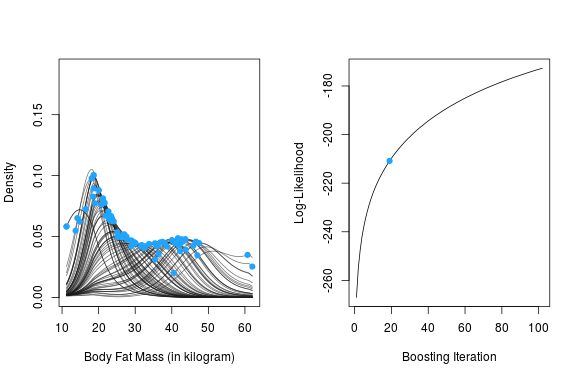 Density
0.00
0.05
0.10
0.15
10 20 30 40 50 60
Body Fat Mass (in kilogram)
Log-Likelihood
-260
-240
-220
-200
-180
0 20 40 60 80 100
Boosting Iteration